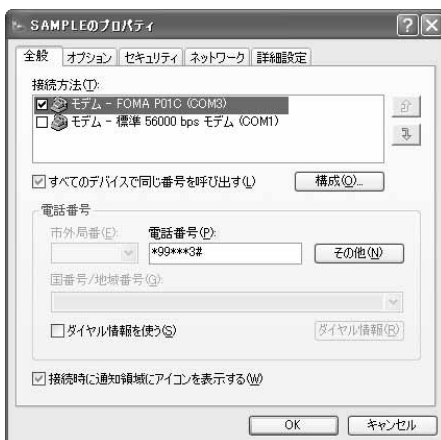 SAMPLEのプロパティ
全般 オプション セキュリティ ネットワーク 詳細設定
接続方法(T):
モデム - FOMA P01C (COM3)
モデム - 標準 56000 bps モデム (COM1)
すべてのデバイスで同じ番号を呼び出す(L) 構成(O)...
電話番号
市外局番(E): 電話番号(P):
*99***3# その他(N)
国番号/地域番号(G):
ダイヤル情報を使う(S) ダイヤル情報(R)
接続時に通知領域にアイコンを表示する(W)
OK キャンセル